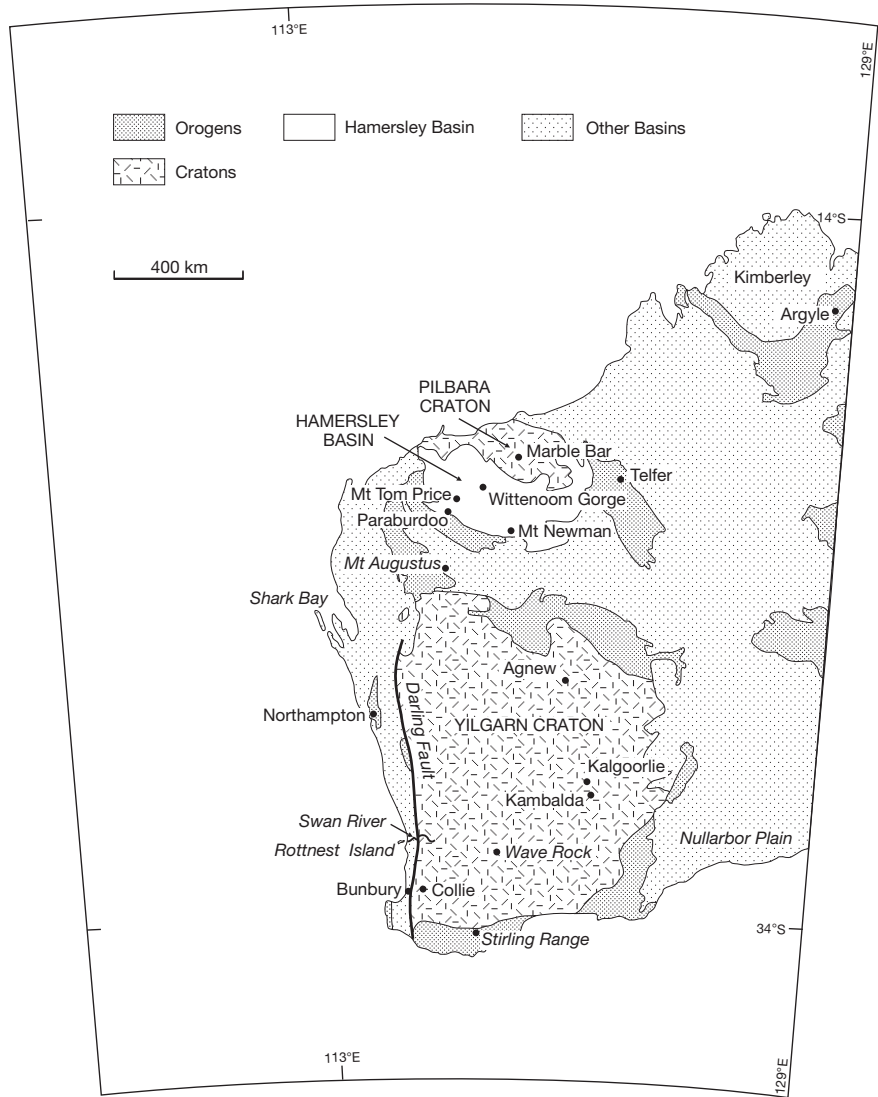 113°E
129°E
Orogens
Hamersley Basin
Other Basins
Cratons
14°S
400 km
Kimberley
Argyle
PILBARA
CRATON
HAMERSLEY
BASIN
Marble Bar
Telfer
Mt Tom Price
Wittenoom Gorge
Paraburdoo
Mt Newman
Mt Augustus
Shark Bay
Agnew
Darling Fault
Northampton
YILGARN CRATON
Kalgoorlie
Kambalda
Swan River
Nullarbor Plain
Rottnest Island
Wave Rock
Bunbury
Collie
34°S
Stirling Range
113°E
129°E